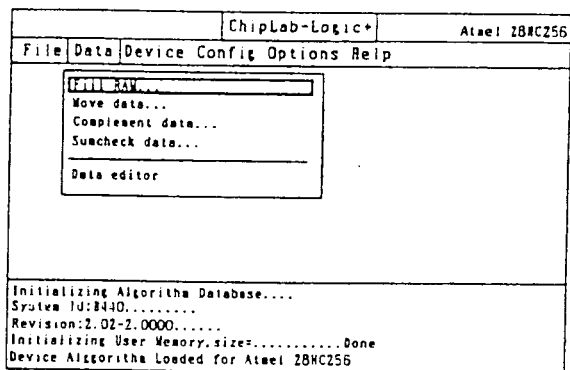 ChipLab-Logic+ Atmel 28HC256
File Data Device Config Options Help
Fill RAM...
Move data...
Complement data...
Sumcheck data...
Data editor
Initializing Algorithm Database....
System Id:8440.........
Revision:2.02-2.0000......
Initializing User Memory,size=...........Done
Device Algorithm Loaded for Atmel 28HC256